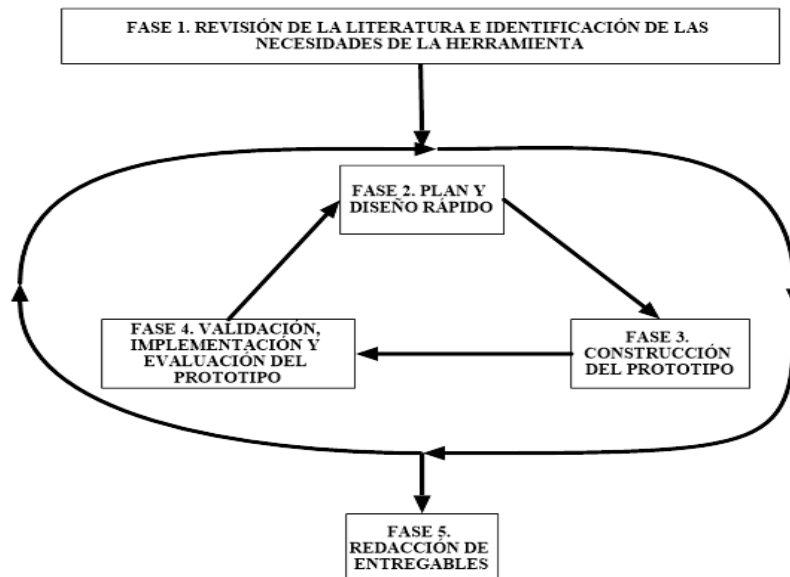 FASE 1. REVISIÓN DE LA LITERATURA E IDENTIFICACIÓN DE LAS
NECESIDADES DE LA HERRAMIENTA
FASE 2. PLAN Y
DISEÑO RÁPIDO
FASE 4. VALIDACIÓN,
IMPLEMENTACIÓN Y
EVALUACIÓN DEL
PROTOTIPO
FASE 3.
CONSTRUCCIÓN
DEL PROTOTIPO
FASE 5.
REDACCIÓN DE
ENTREGABLES